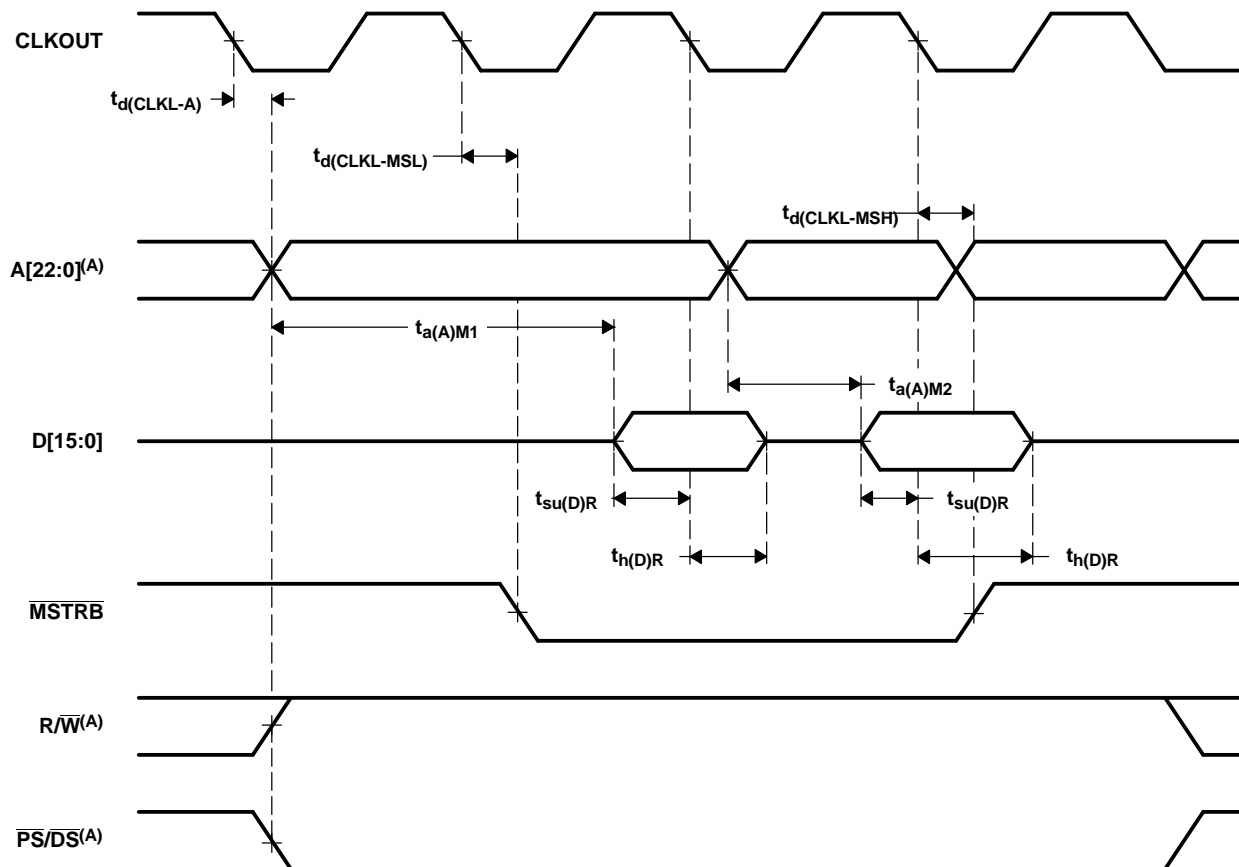 CLKOUT
td(CLKL-A)
td(CLKL-MSL)
td(CLKL-MSH)
A[22:0](A)
ta(A)M1
ta(A)M2
D[15:0]
tsu(D)R
tsu(D)R
th(D)R
th(D)R
MSTRB
R/W(A)
PS/DS(A)